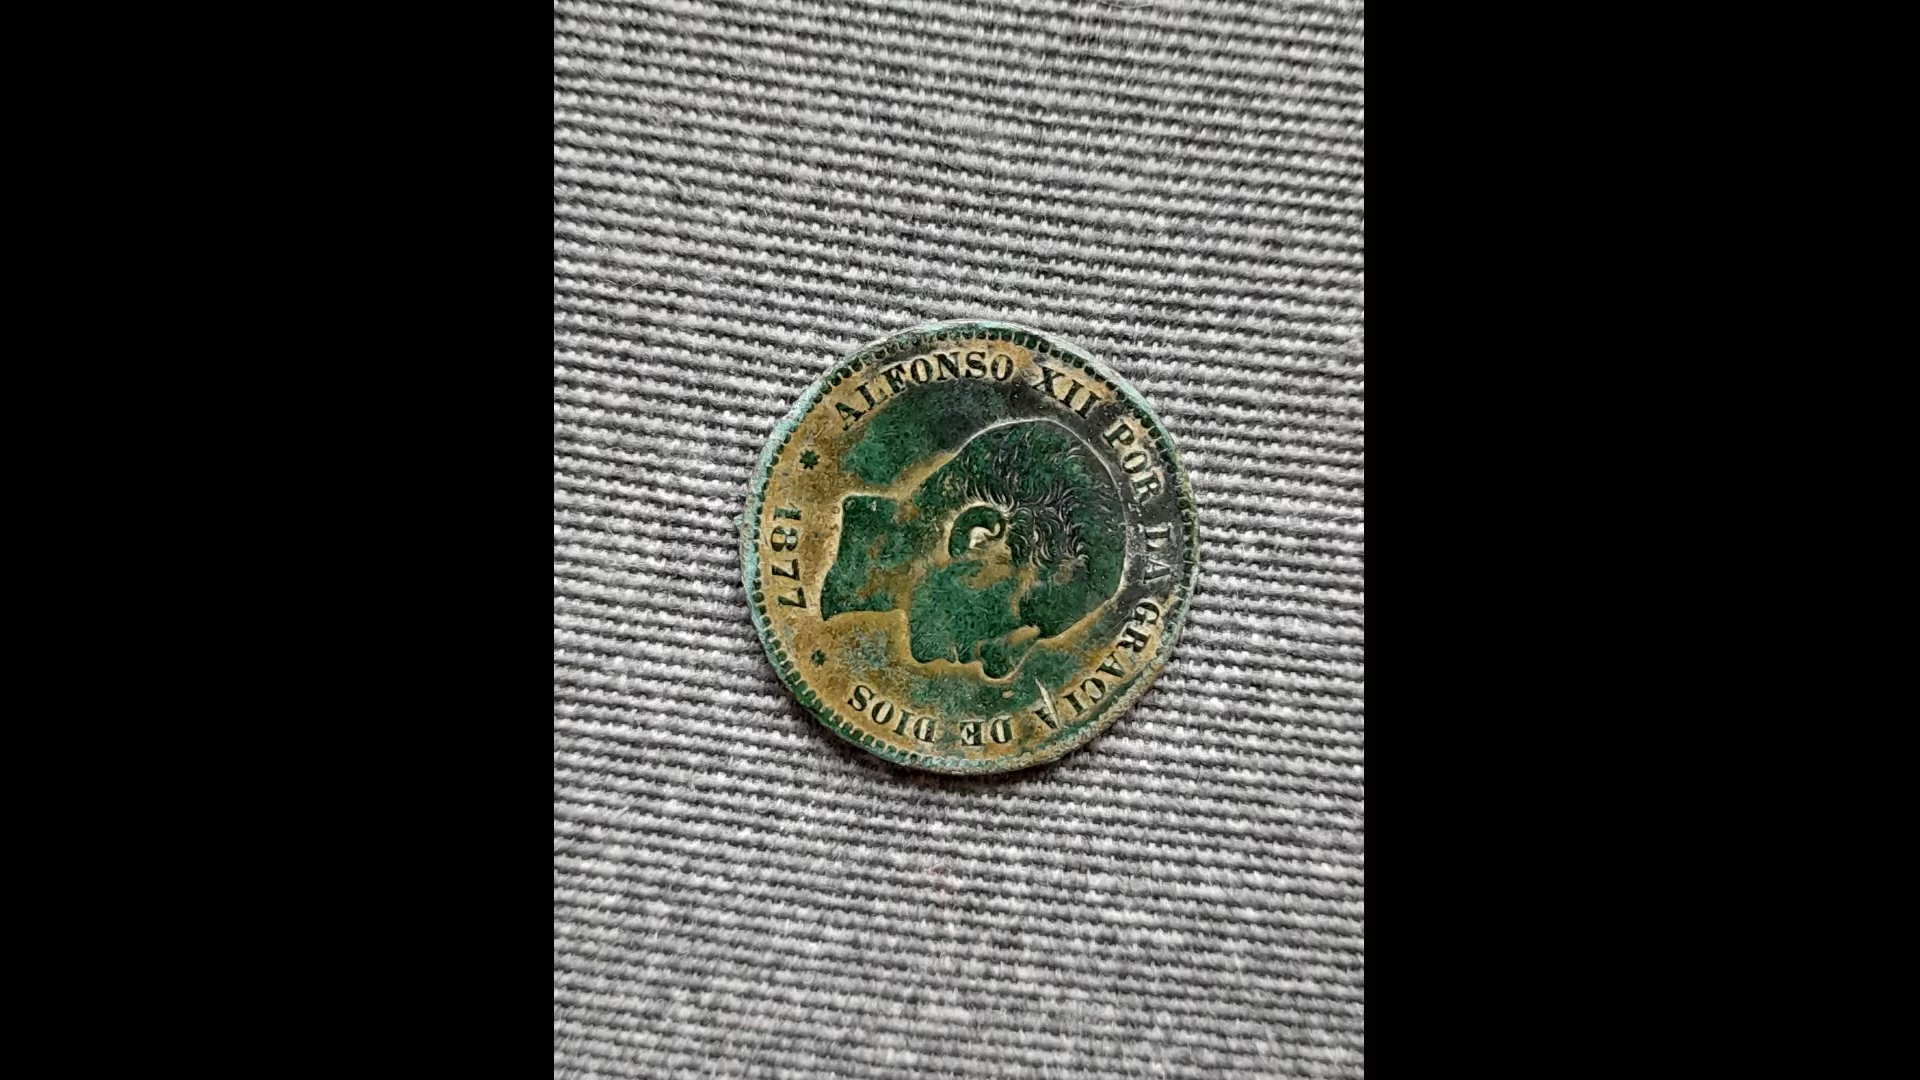 ALFONSO XII POR LA GRACIA DE DIOS
* 1877 *